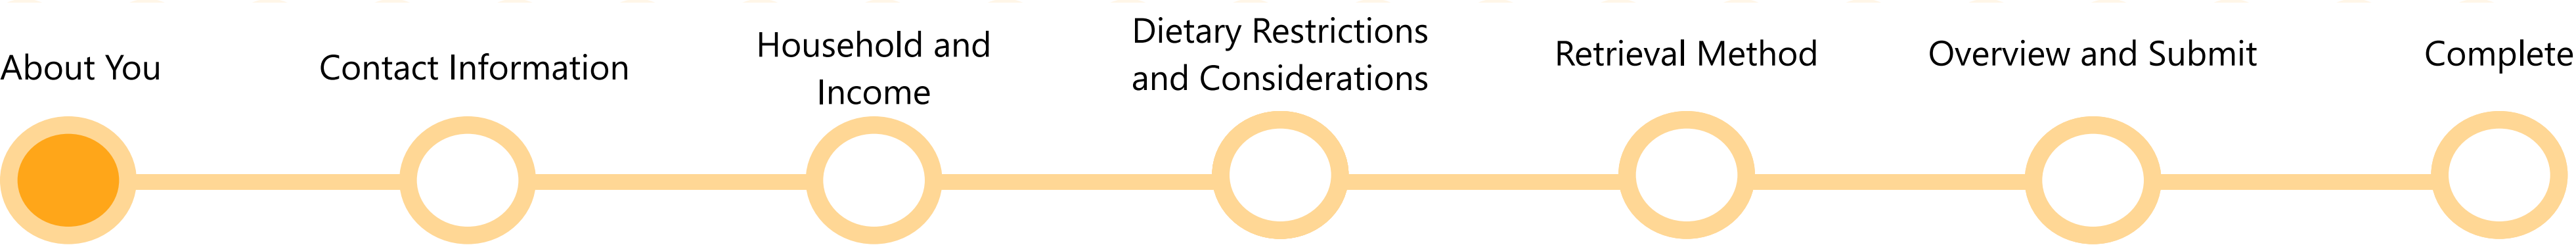 About You
Contact Information
Household and
Income
Dietary Restrictions
and Considerations
Retrieval Method
Overview and Submit
Complete